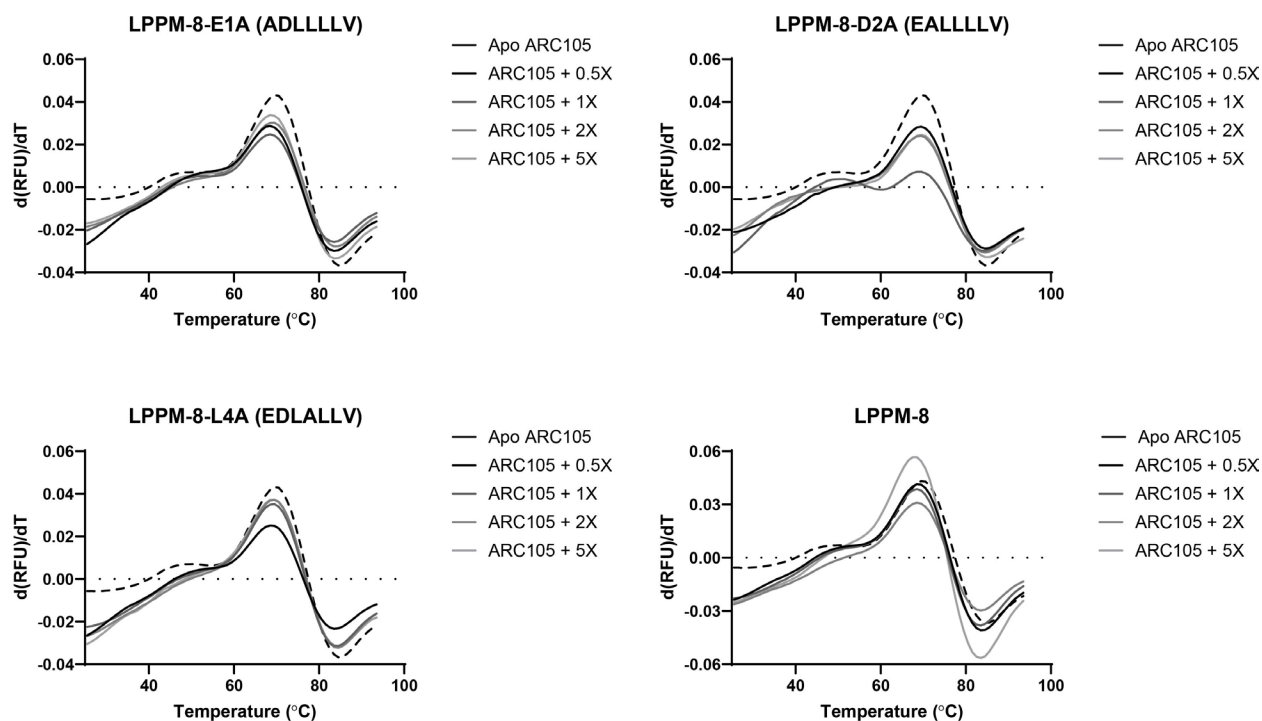 LPPM-8-E1A (ADLLLLV)
0.06
0.04
0.02
0.00
-0.02
-0.04
d(RFU)/dT
40
60
80
100
Temperature (°C)
Apo ARC105
ARC105 + 0.5X
ARC105 + 1X
ARC105 + 2X
ARC105 + 5X
LPPM-8-D2A (EALLLLV)
0.06
0.04
0.02
0.00
-0.02
-0.04
d(RFU)/dT
40
60
80
100
Temperature (°C)
Apo ARC105
ARC105 + 0.5X
ARC105 + 1X
ARC105 + 2X
ARC105 + 5X
LPPM-8-L4A (EDLALLV)
0.06
0.04
0.02
0.00
-0.02
-0.04
d(RFU)/dT
40
60
80
100
Temperature (°C)
Apo ARC105
ARC105 + 0.5X
ARC105 + 1X
ARC105 + 2X
ARC105 + 5X
LPPM-8
0.06
0.03
0.00
-0.03
-0.06
d(RFU)/dT
40
60
80
100
Temperature (°C)
Apo ARC105
ARC105 + 0.5X
ARC105 + 1X
ARC105 + 2X
ARC105 + 5X